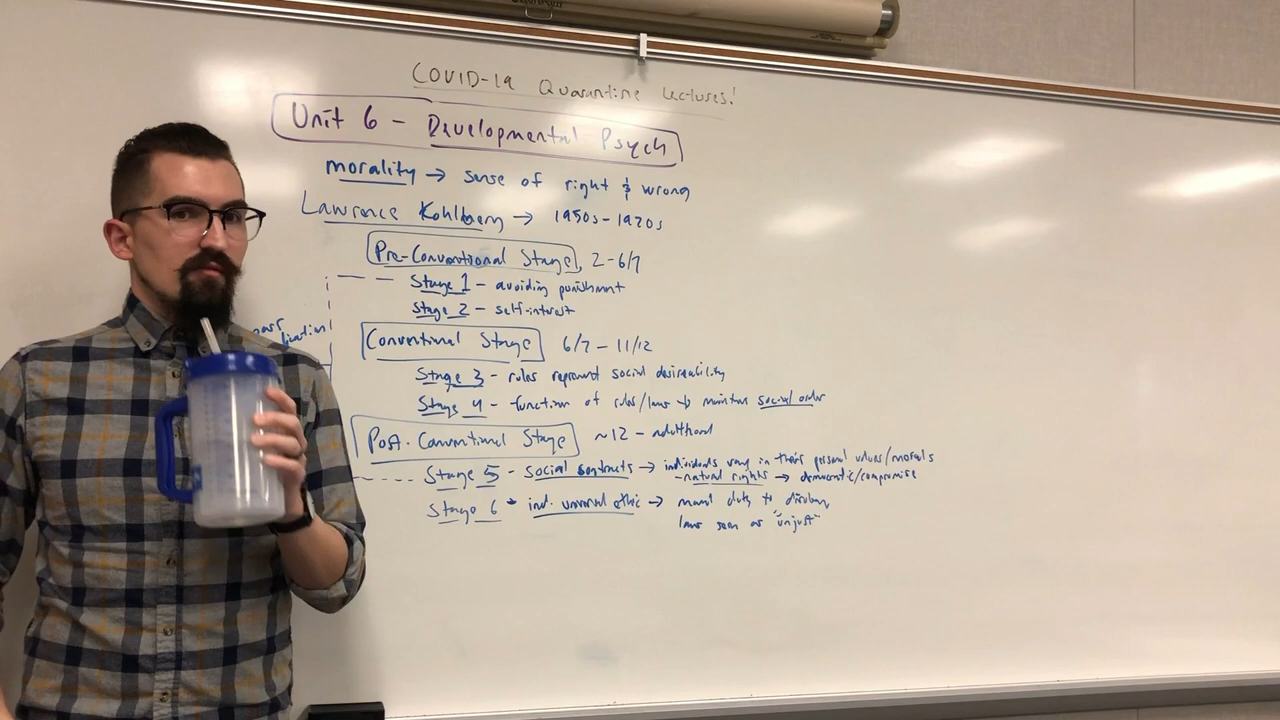 COVID-19 Quarantine Lectures!
Unit 6 - Developmental Psych
morality → sense of right & wrong
Lawrence Kohlberg → 1950s-1970s
Pre-Conventional Stage, 2-6/7
Stage 1 - avoiding punishment
Stage 2 - self-interest
Conventional Stage 6/7 - 11/12
Stage 3 - rules represent social desireability
Stage 4 - function of rules/laws → maintain social order
Post-Conventional Stage ~12 - adulthood
Stage 5 - social contracts → individuals vary in their personal values/morals
- natural rights → democratic/compromise
Stage 6 - ind. universal ethic → moral duty to disobey
laws seen as "unjust"